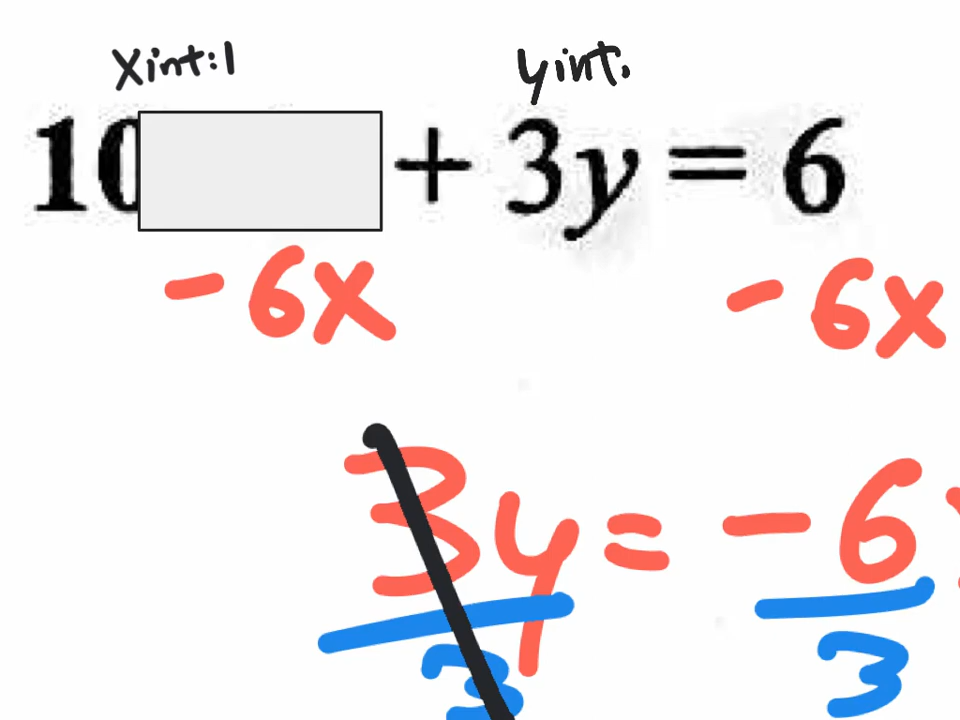 Xint:1 yint.
10 + 3y = 6
-6x -6x
3y = -6
3 3